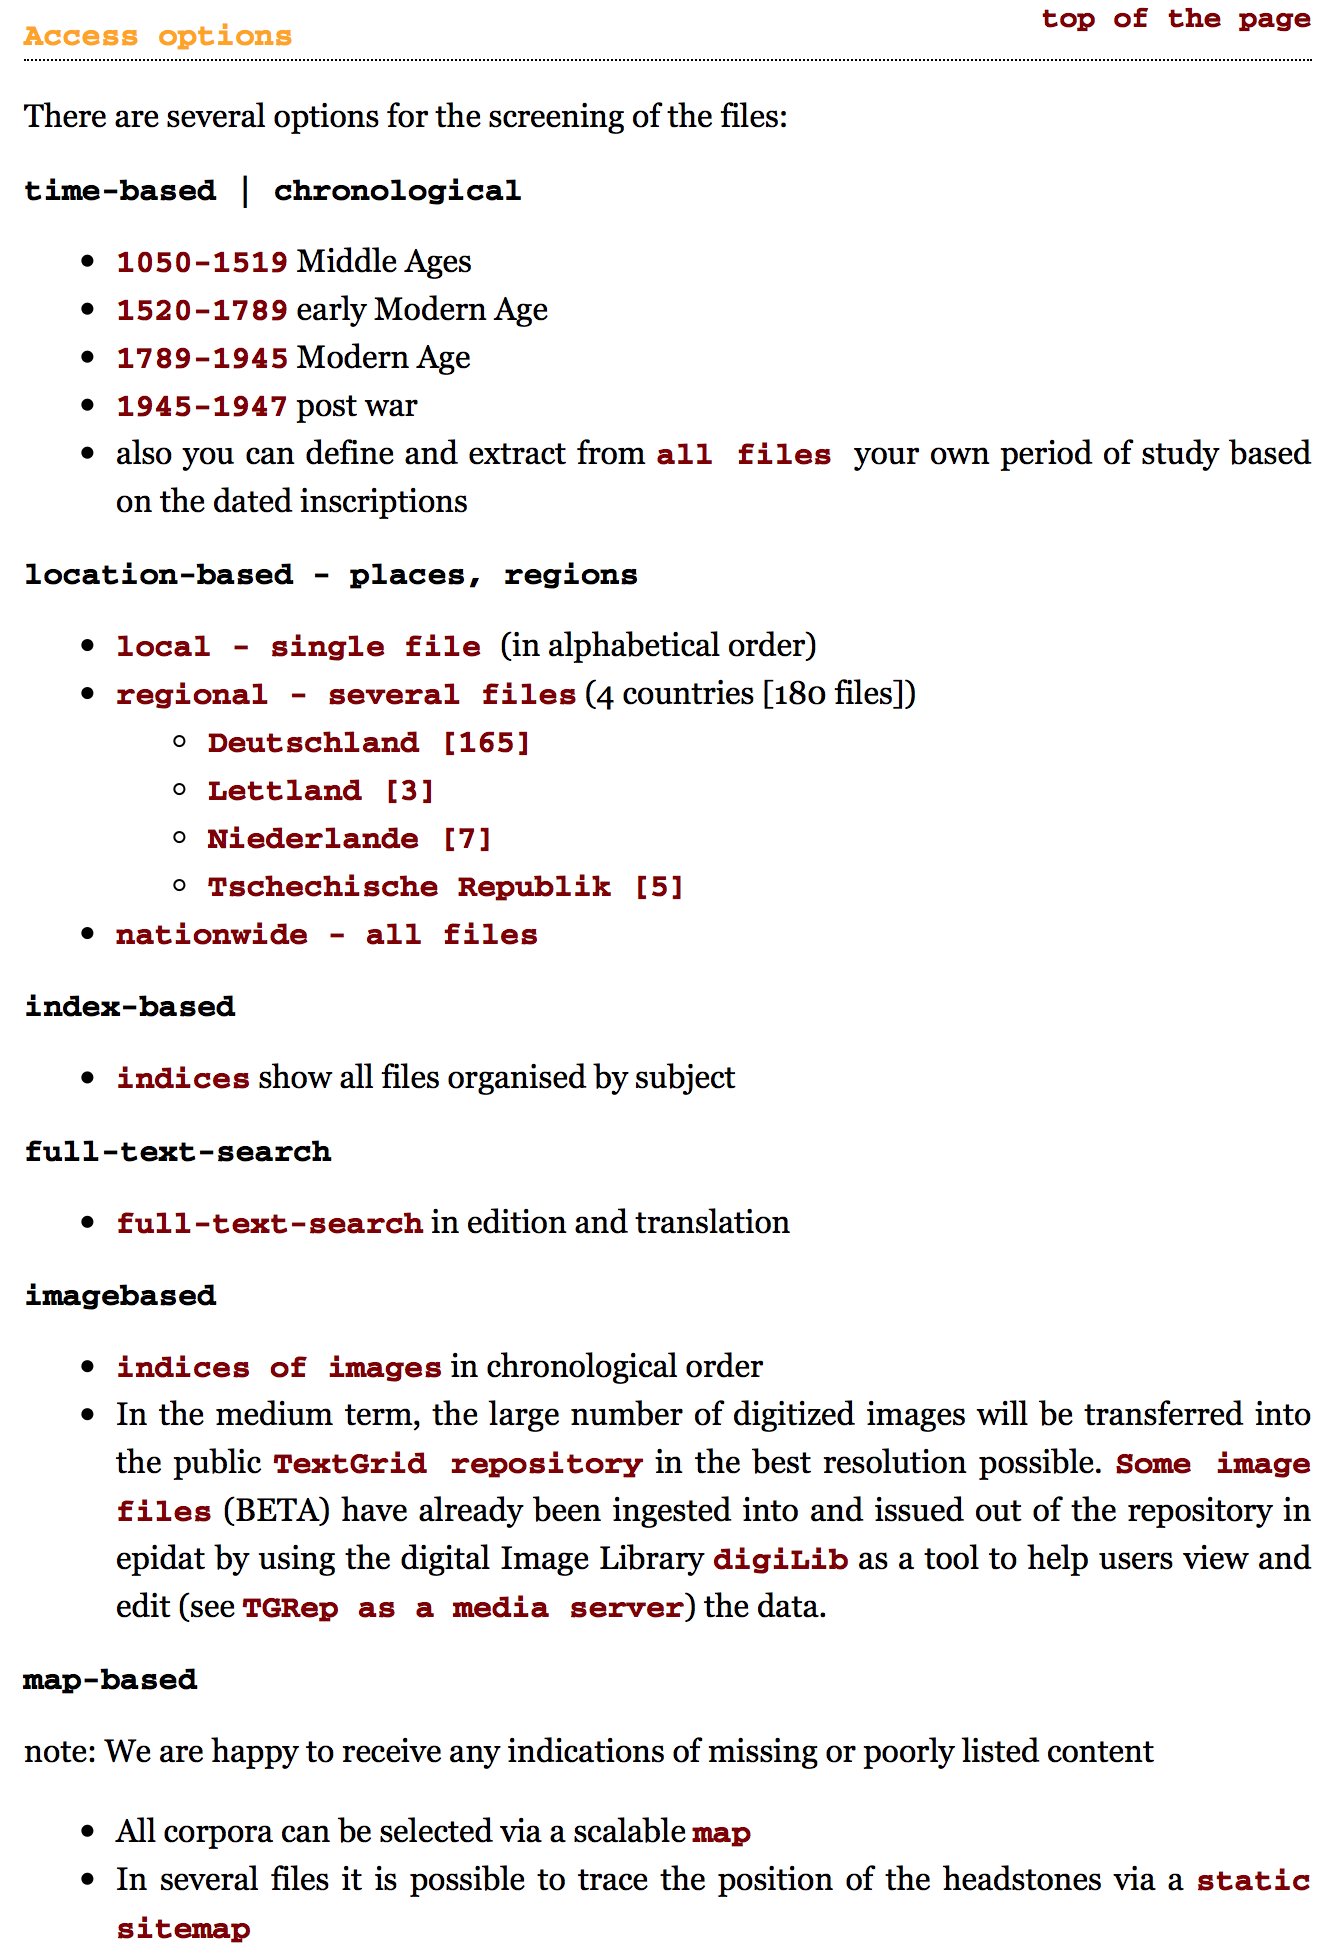 top of the page
Access options
There are several options for the screening of the files:
time-based | chronological
1050-1519 Middle Ages
1520-1789 early Modern Age
1789-1945 Modern Age
1945-1947 post war
also you can define and extract from all files your own period of study based
on the dated inscriptions
location-based - places, regions
local - single file (in alphabetical order)
regional - several files (4 countries [180 files])
Deutschland [165]
Lettland [3]
Niederlande [7]
Tschechische Republik [5]
nationwide - all files
index-based
indices show all files organised by subject
full-text-search
full-text-search in edition and translation
imagebased
indices of images in chronological order
In the medium term, the large number of digitized images will be transferred into
the public TextGrid repository in the best resolution possible. Some image
files (BETA) have already been ingested into and issued out of the repository in
epidat by using the digital Image Library digiLib as a tool to help users view and
edit (see TGRep as a media server) the data.
map-based
note: We are happy to receive any indications of missing or poorly listed content
All corpora can be selected via a scalable map
In several files it is possible to trace the position of the headstones via a static
sitemap